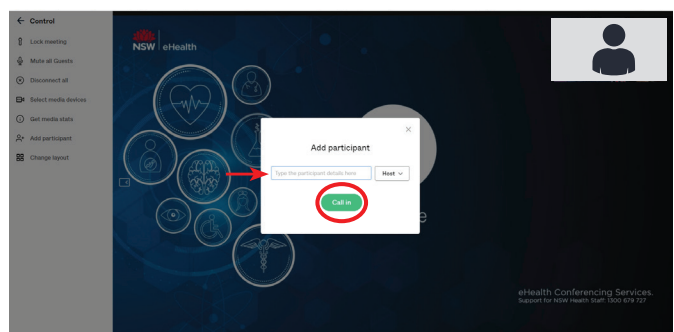 Control
Lock meeting
Mute all Guests
Disconnect all
Select media devices
Get media stats
Add participant
Change layout
NSW eHealth
Add participant
Type the participant details here
Host
Call in
e
eHealth Conferencing Services.
Support for NSW Health Staff: 1300 679 727